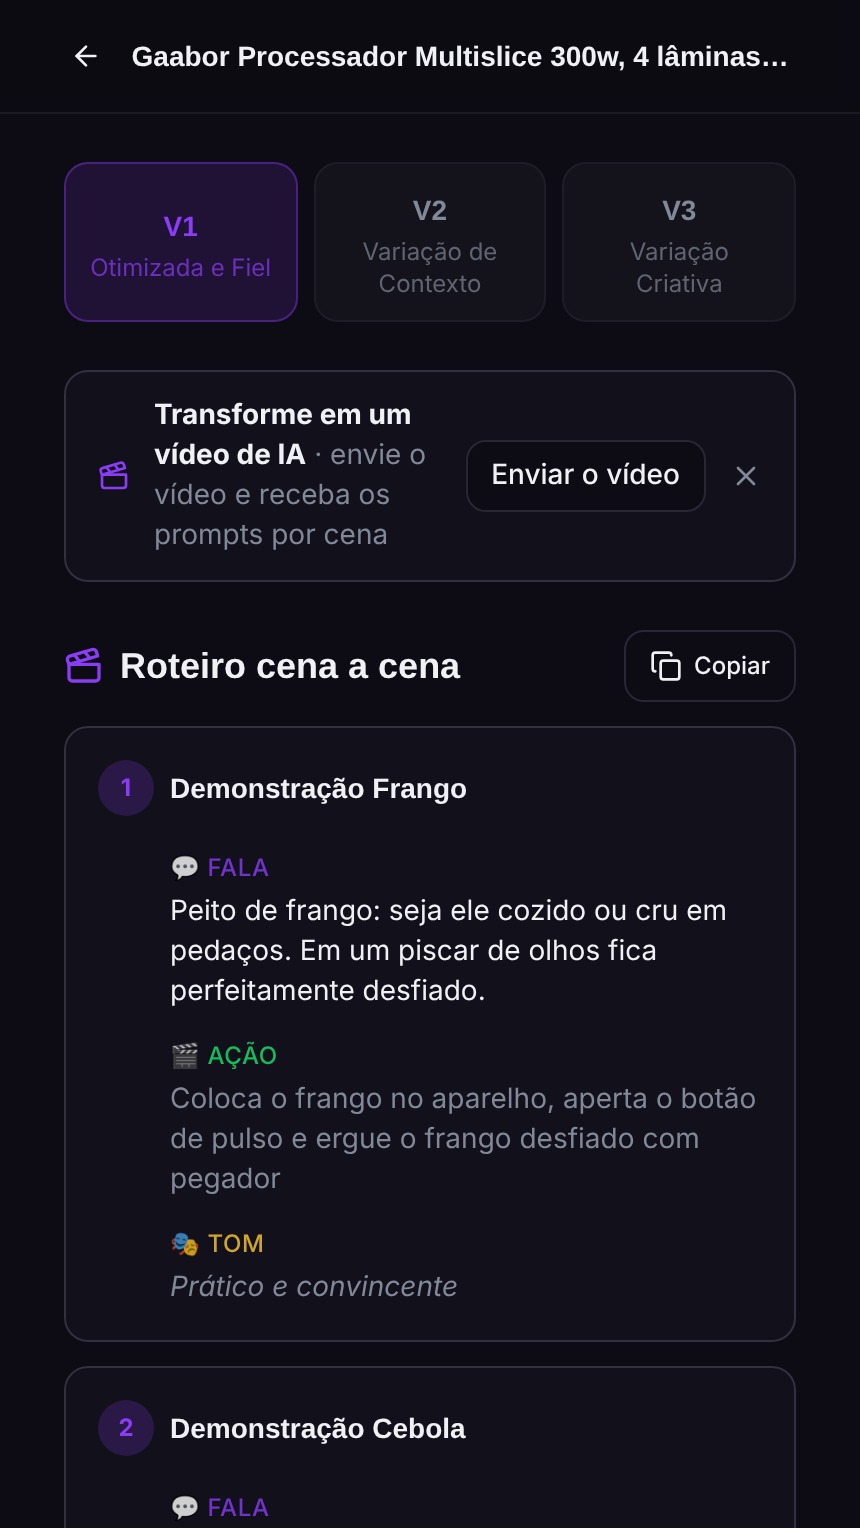 Gaabor Processador Multislice 300w, 4 lâminas...
V1
Otimizada e Fiel
V2
Variação de
Contexto
V3
Variação
Criativa
Transforme em um
vídeo de IA · envie o
vídeo e receba os
prompts por cena
Enviar o vídeo
Roteiro cena a cena
Copiar
1
Demonstração Frango
FALA
Peito de frango: seja ele cozido ou cru em
pedaços. Em um piscar de olhos fica
perfeitamente desfiado.
AÇÃO
Coloca o frango no aparelho, aperta o botão
de pulso e ergue o frango desfiado com
pegador
TOM
Prático e convincente
2
Demonstração Cebola
FALA